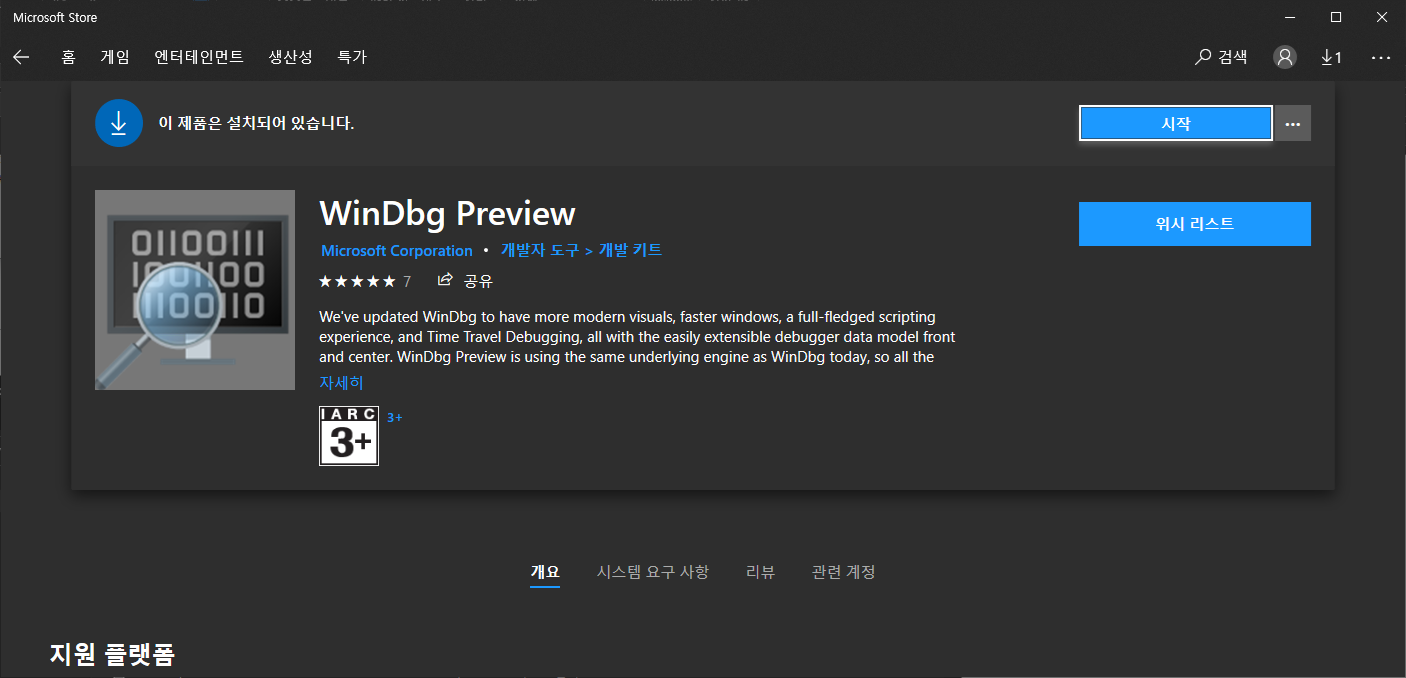 Microsoft Store
홈 게임 엔터테인먼트 생산성 특가 검색 1
이 제품은 설치되어 있습니다. 시작
WinDbg Preview
위시 리스트
Microsoft Corporation • 개발자 도구 > 개발 키트
★★★★★ 7 공유
We've updated WinDbg to have more modern visuals, faster windows, a full-fledged scripting
experience, and Time Travel Debugging, all with the easily extensible debugger data model front
and center. WinDbg Preview is using the same underlying engine as WinDbg today, so all the
자세히
01100111
1001100
1100110
IARC
3+
3+
개요 시스템 요구 사항 리뷰 관련 계정
지원 플랫폼